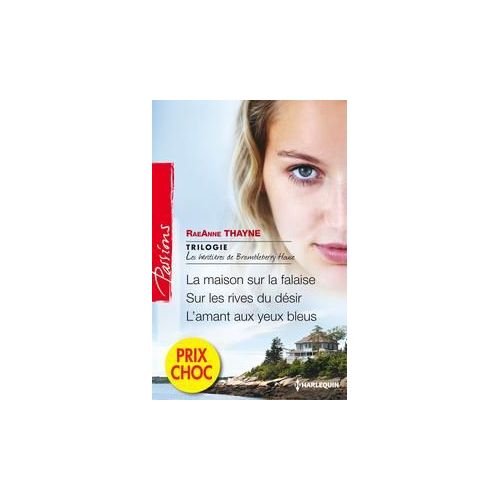 Passions
RAEANNE THAYNE
TRILOGIE
Les héritières de Brambleberry House
La maison sur la falaise
Sur les rives du désir
L'amant aux yeux bleus
PRIX
CHOC
HARLEQUIN